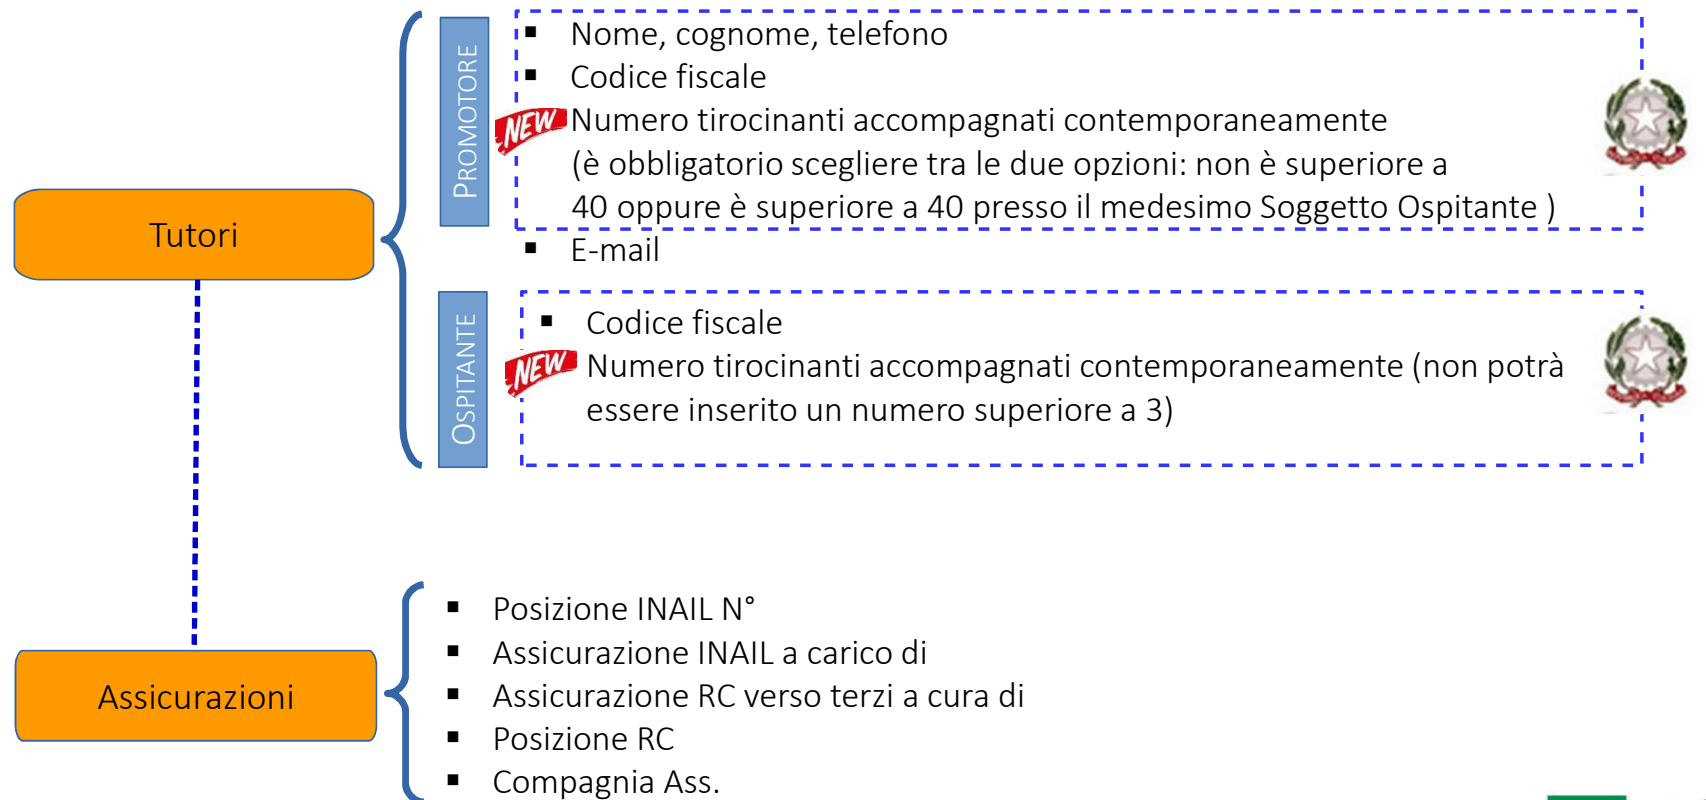 PROMOTORE
Nome, cognome, telefono
Codice fiscale
NEW Numero tirocinanti accompagnati contemporaneamente
(è obbligatorio scegliere tra le due opzioni: non è superiore a
40 oppure è superiore a 40 presso il medesimo Soggetto Ospitante )
E-mail
Tutori
OSPITANTE
Codice fiscale
NEW Numero tirocinanti accompagnati contemporaneamente (non potrà
essere inserito un numero superiore a 3)
Assicurazioni
Posizione INAIL N°
Assicurazione INAIL a carico di
Assicurazione RC verso terzi a cura di
Posizione RC
Compagnia Ass.